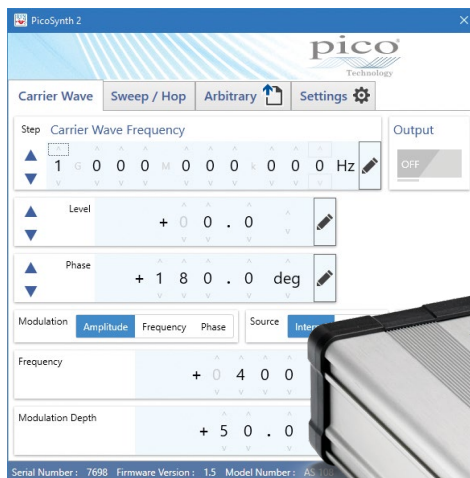 PicoSynth 2
pico
Technology
Carrier Wave Sweep / Hop Arbitrary Settings
Step Carrier Wave Frequency Output
1 G 0 0 0 M 0 0 0 k 0 0 0 Hz OFF
Level + 0 0 . 0
Phase
+ 1 8 0 . 0 deg
Modulation Amplitude Frequency Phase Source
Frequency
+ 0 4 0 0
Modulation Depth
+ 5 0 . 0
Serial Number : 7698 Firmware Version : 1.5 Model Number : AS 108